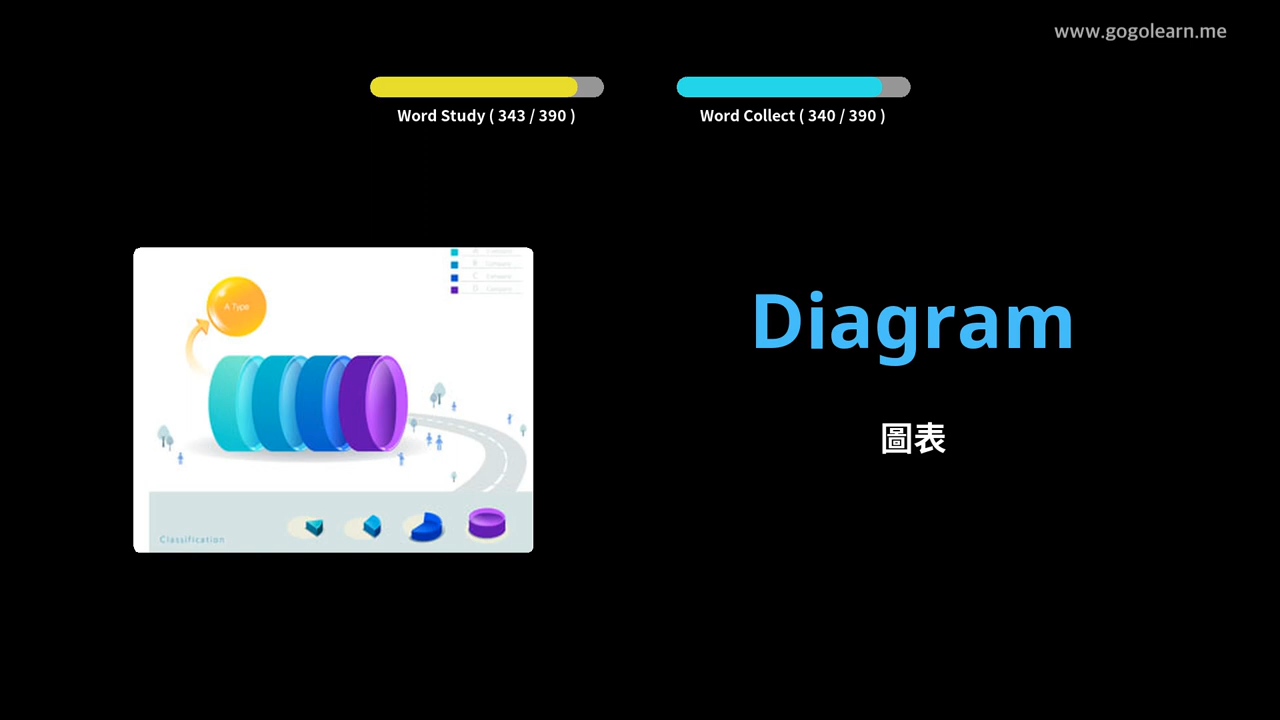 www.gogolearn.me
Word Study ( 343 / 390 )
Word Collect ( 340 / 390 )
A Type
B
C
D
Diagram
圖表
Classification